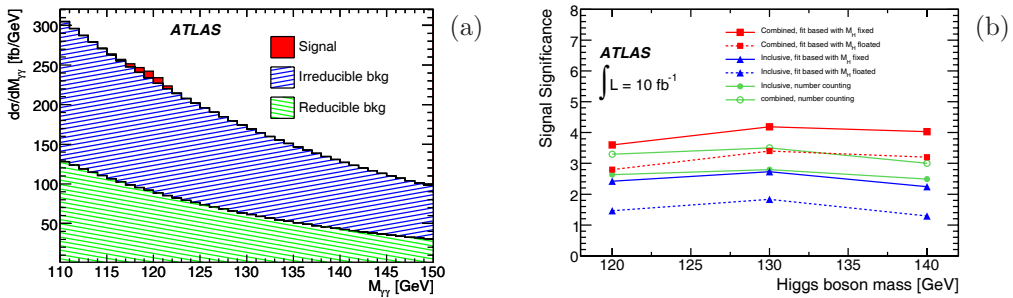 (a)
ATLAS
Signal
Irreducible bkg
Reducible bkg
dσ/dMγγ [fb/GeV]
300
250
200
150
100
50
110 115 120 125 130 135 140 145 150
Mγγ [GeV]
(b)
ATLAS
∫L = 10 fb⁻¹
Combined, fit based with MH fixed
Combined, fit based with MH floated
Inclusive, fit based with MH fixed
Inclusive, fit based with MH floated
Inclusive, number counting
combined, number counting
Signal Significance
8
7
6
5
4
3
2
1
0
120 125 130 135 140
Higgs boson mass [GeV]